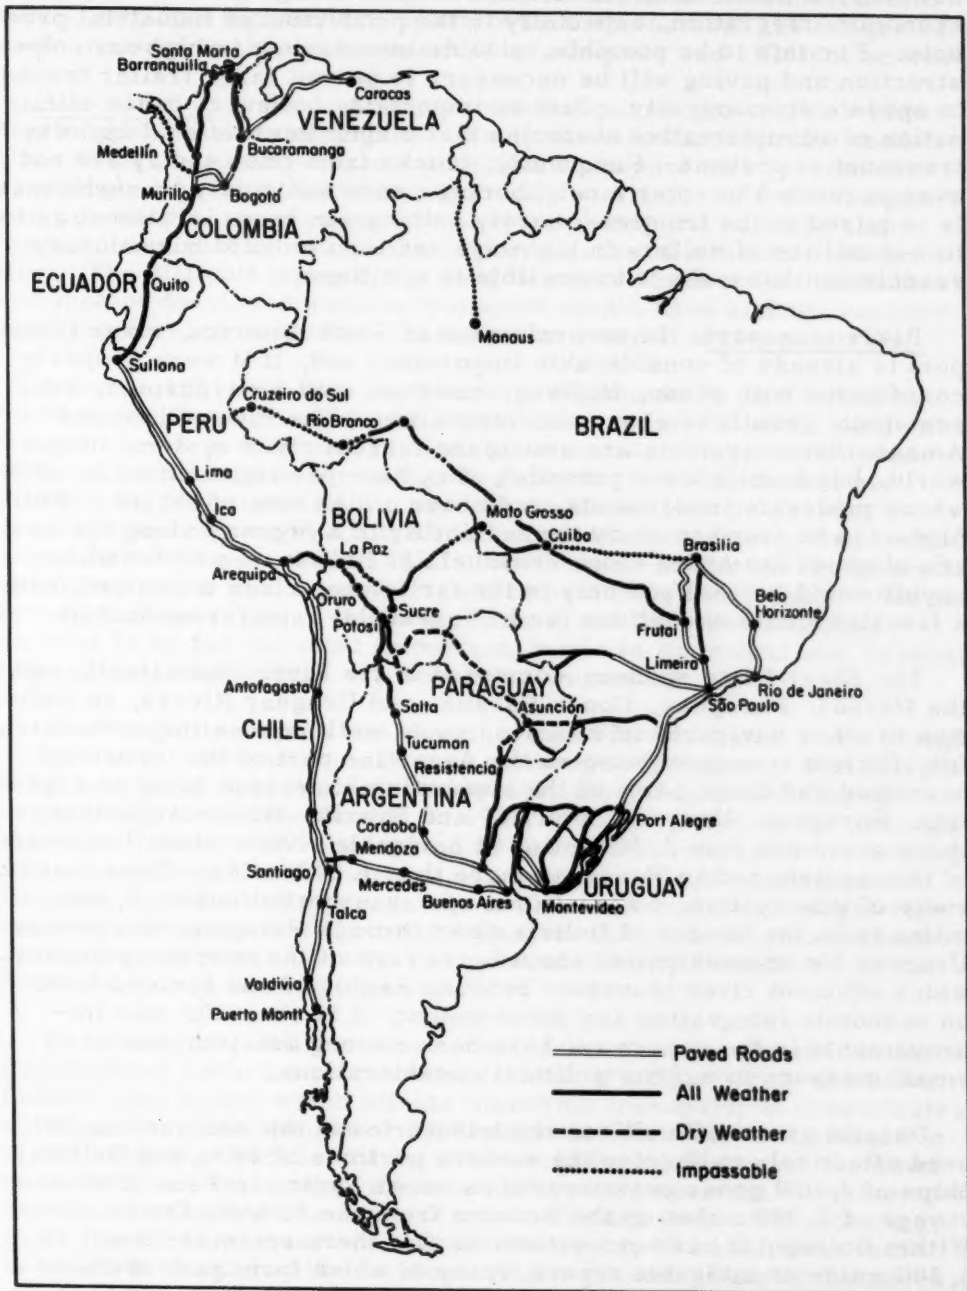 Santa Marta
Barranquilla
Caracas
VENEZUELA
Medellín
Bucaramanga
Murillo
Bogotá
COLOMBIA
ECUADOR
Quito
Manaus
Sullana
Cruzeiro do Sul
PERU
Rio Branco
BRAZIL
Lima
BOLIVIA
Mato Grosso
Ica
Cuiba
La Paz
Brasilia
Arequipa
Oruro
Sucre
Belo
Horizonte
Potosi
Frutal
Limeira
PARAGUAY
Antofagasta
Rio de Janeiro
Salta
Asunción
São Paulo
CHILE
Tucuman
Resistencia
ARGENTINA
Port Alegre
Cordobo
Mendoza
Santiago
Mercedes
URUGUAY
Buenos Aires
Montevideo
Talca
Valdivia
Puerto Montt
Paved Roads
All Weather
Dry Weather
Impassable